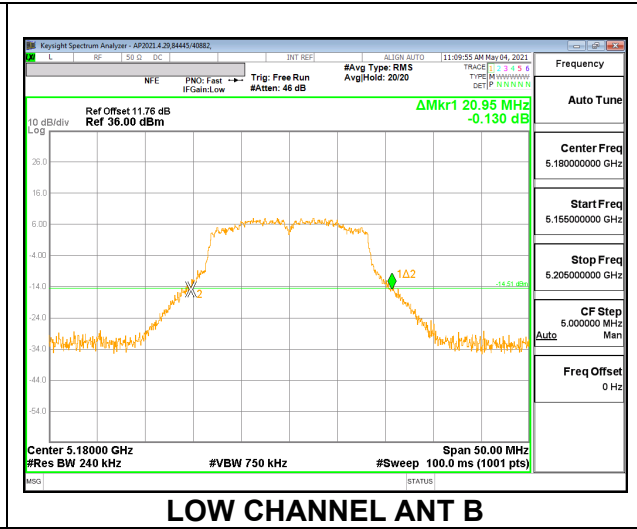 Keysight Spectrum Analyzer - AP2021.4.29,84445/40882,
L RF 50 Ω DC INT REF ALIGN AUTO 11:09:55 AM May 04, 2021
NFE PNO: Fast Trig: Free Run #Avg Type: RMS TRACE 1 2 3 4 5 6
IFGain:Low #Atten: 46 dB Avg|Hold: 20/20 TYPE M WWWWW
DET P N N N N N
Frequency
Auto Tune
Center Freq
5.180000000 GHz
Start Freq
5.155000000 GHz
Stop Freq
5.205000000 GHz
CF Step
5.000000 MHz
Auto Man
Freq Offset
0 Hz
Ref Offset 11.76 dB
10 dB/div Ref 36.00 dBm
Log
ΔMkr1 20.95 MHz
-0.130 dB
26.0
16.0
6.00
-4.00
-14.0
-24.0
-34.0
-44.0
-54.0
1Δ2
2
-14.51 dBm
Center 5.18000 GHz Span 50.00 MHz
#Res BW 240 kHz #VBW 750 kHz #Sweep 100.0 ms (1001 pts)
MSG STATUS
LOW CHANNEL ANT B